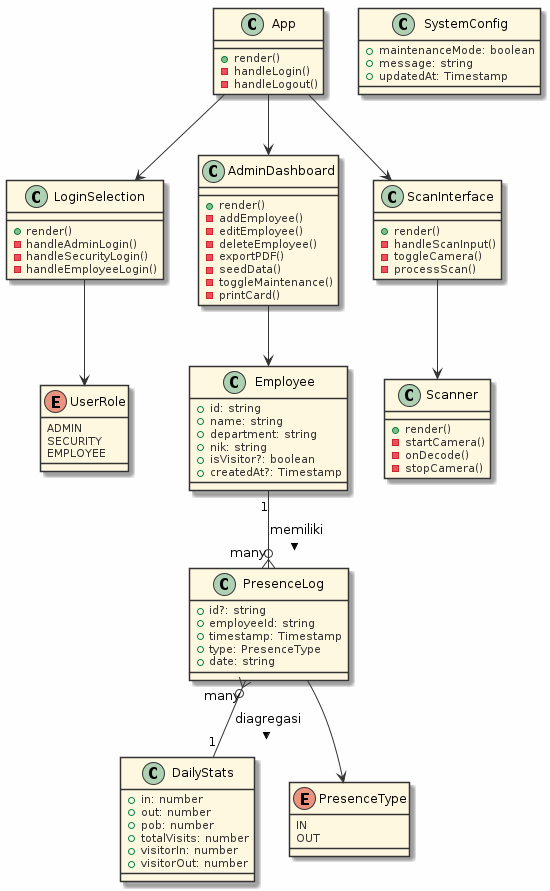 C App
render()
handleLogin()
handleLogout()
C SystemConfig
maintenanceMode: boolean
message: string
updatedAt: Timestamp
C LoginSelection
render()
handleAdminLogin()
handleSecurityLogin()
handleEmployeeLogin()
C AdminDashboard
render()
addEmployee()
editEmployee()
deleteEmployee()
exportPDF()
seedData()
toggleMaintenance()
printCard()
C ScanInterface
render()
handleScanInput()
toggleCamera()
processScan()
E UserRole
ADMIN
SECURITY
EMPLOYEE
C Employee
id: string
name: string
department: string
nik: string
isVisitor?: boolean
createdAt?: Timestamp
C Scanner
render()
startCamera()
onDecode()
stopCamera()
1
memiliki
many
C PresenceLog
id?: string
employeeId: string
timestamp: Timestamp
type: PresenceType
date: string
many
diagregasi
1
C DailyStats
in: number
out: number
pob: number
totalVisits: number
visitorIn: number
visitorOut: number
E PresenceType
IN
OUT